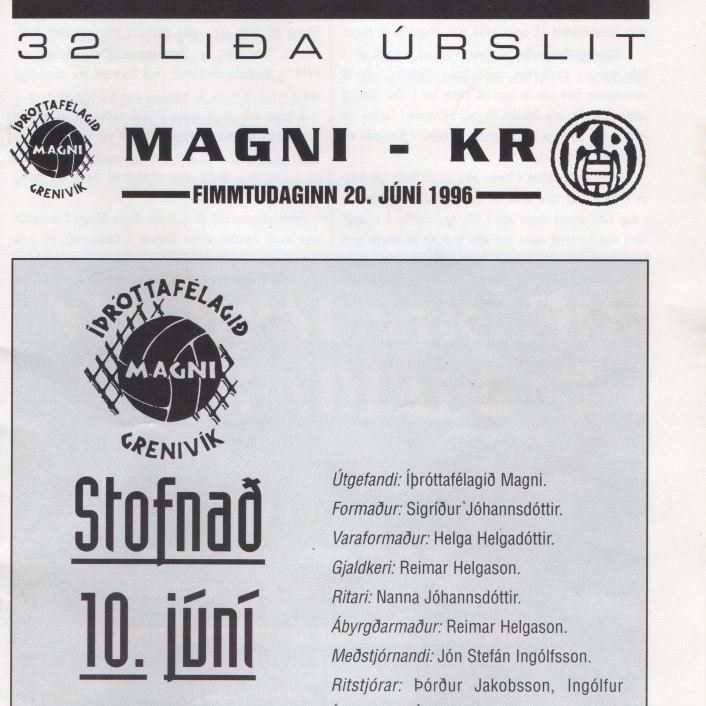 32 LIÐA ÚRSLIT
ÍÞRÓTTAFÉLAGIÐ
MAGNI
GRENIVÍK
MAGNI - KR
KR
FIMMTUDAGINN 20. JÚNÍ 1996
ÍÞRÓTTAFÉLAGIÐ
MAGNI
GRENIVÍK
Stofnað
10. júní
Útgefandi: Íþróttafélagið Magni.
Formaður: Sigríður Jóhannsdóttir.
Varaformaður: Helga Helgadóttir.
Gjaldkeri: Reimar Helgason.
Ritari: Nanna Jóhannsdóttir.
Ábyrgðarmaður: Reimar Helgason.
Meðstjórnandi: Jón Stefán Ingólfsson.
Ritstjórar: Þórður Jakobsson, Ingólfur